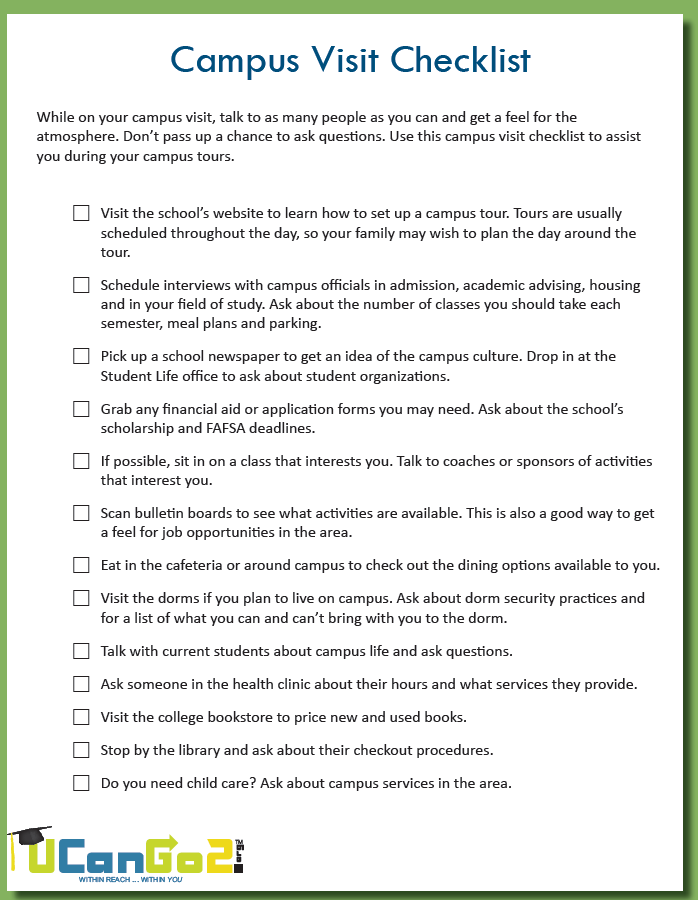 Campus Visit Checklist
While on your campus visit, talk to as many people as you can and get a feel for the
atmosphere. Don’t pass up a chance to ask questions. Use this campus visit checklist to assist
you during your campus tours.
Visit the school’s website to learn how to set up a campus tour. Tours are usually
scheduled throughout the day, so your family may wish to plan the day around the
tour.
Schedule interviews with campus officials in admission, academic advising, housing
and in your field of study. Ask about the number of classes you should take each
semester, meal plans and parking.
Pick up a school newspaper to get an idea of the campus culture. Drop in at the
Student Life office to ask about student organizations.
Grab any financial aid or application forms you may need. Ask about the school’s
scholarship and FAFSA deadlines.
If possible, sit in on a class that interests you. Talk to coaches or sponsors of activities
that interest you.
Scan bulletin boards to see what activities are available. This is also a good way to get
a feel for job opportunities in the area.
Eat in the cafeteria or around campus to check out the dining options available to you.
Visit the dorms if you plan to live on campus. Ask about dorm security practices and
for a list of what you can and can’t bring with you to the dorm.
Talk with current students about campus life and ask questions.
Ask someone in the health clinic about their hours and what services they provide.
Visit the college bookstore to price new and used books.
Stop by the library and ask about their checkout procedures.
Do you need child care? Ask about campus services in the area.
UCanGo2.org™
WITHIN REACH ... WITHIN YOU